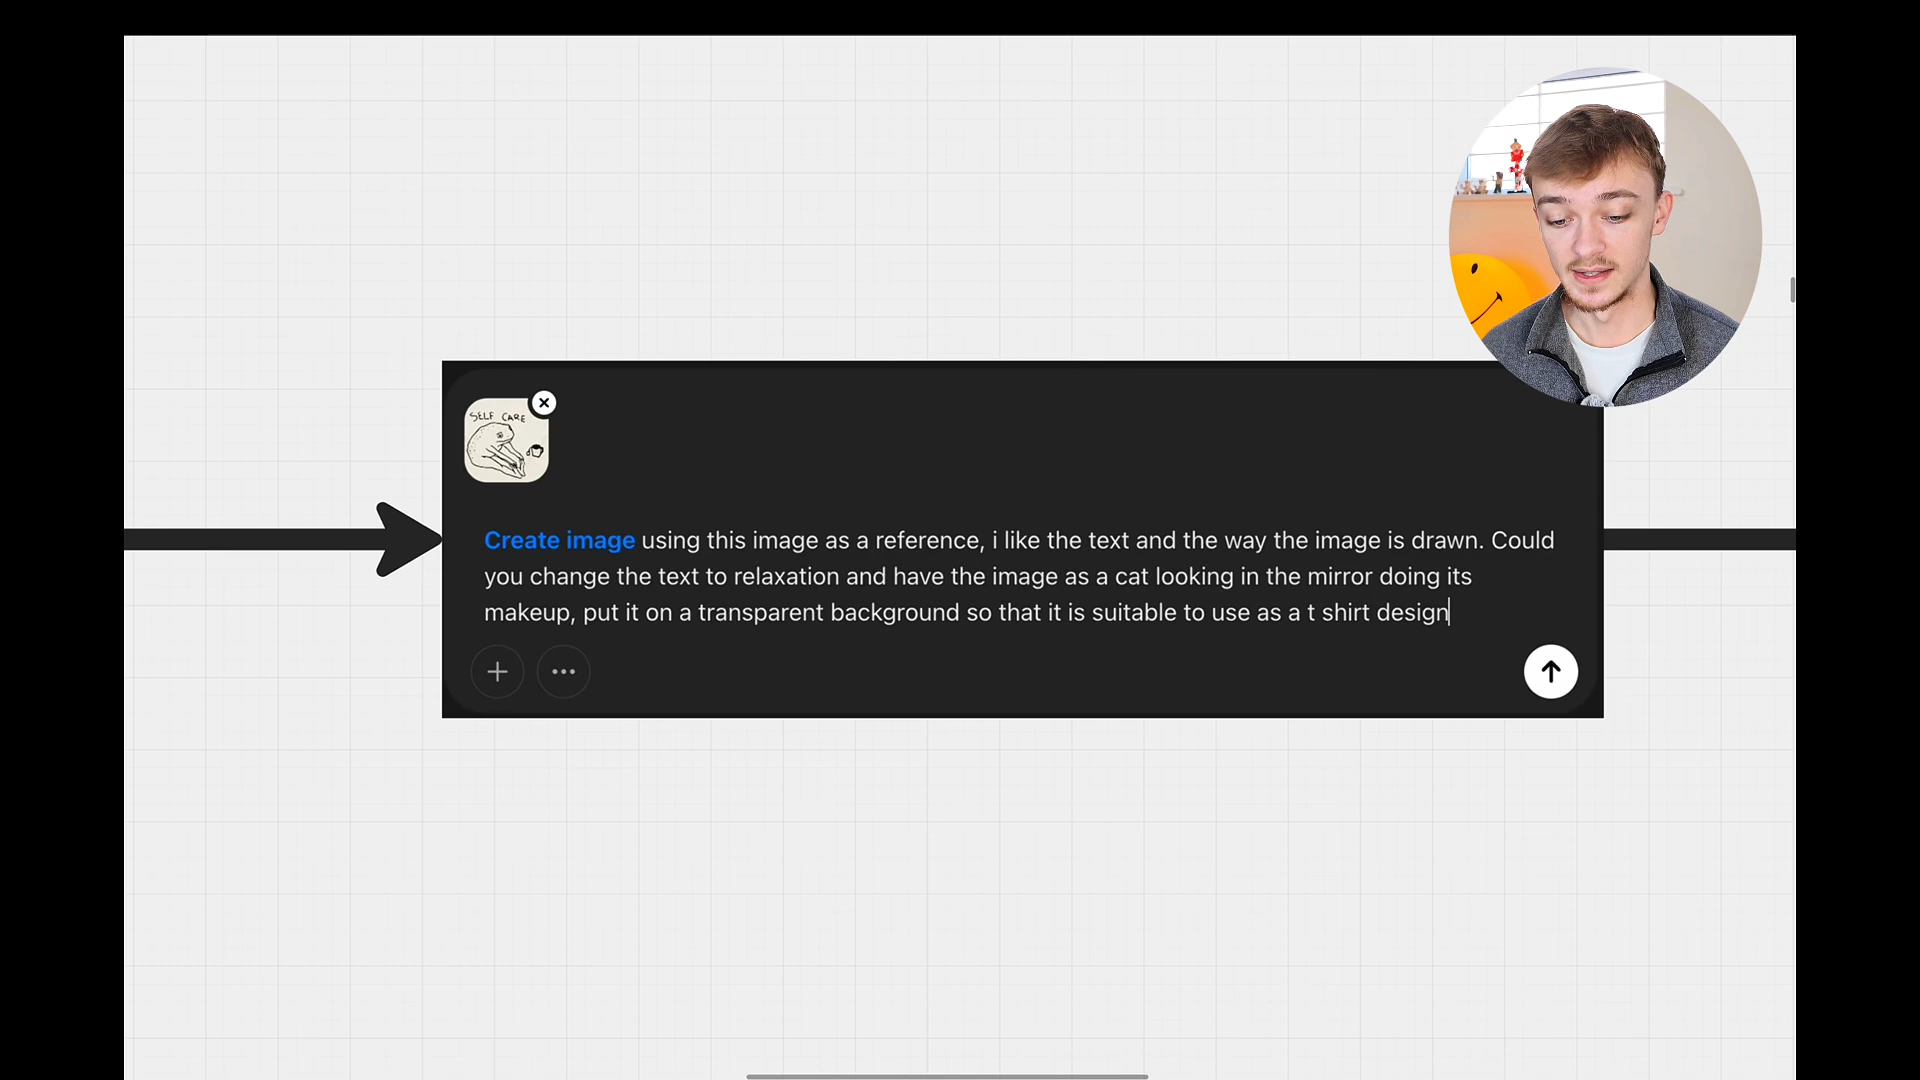 SELF CARE
Create image using this image as a reference, i like the text and the way the image is drawn. Could
you change the text to relaxation and have the image as a cat looking in the mirror doing its
makeup, put it on a transparent background so that it is suitable to use as a t shirt design